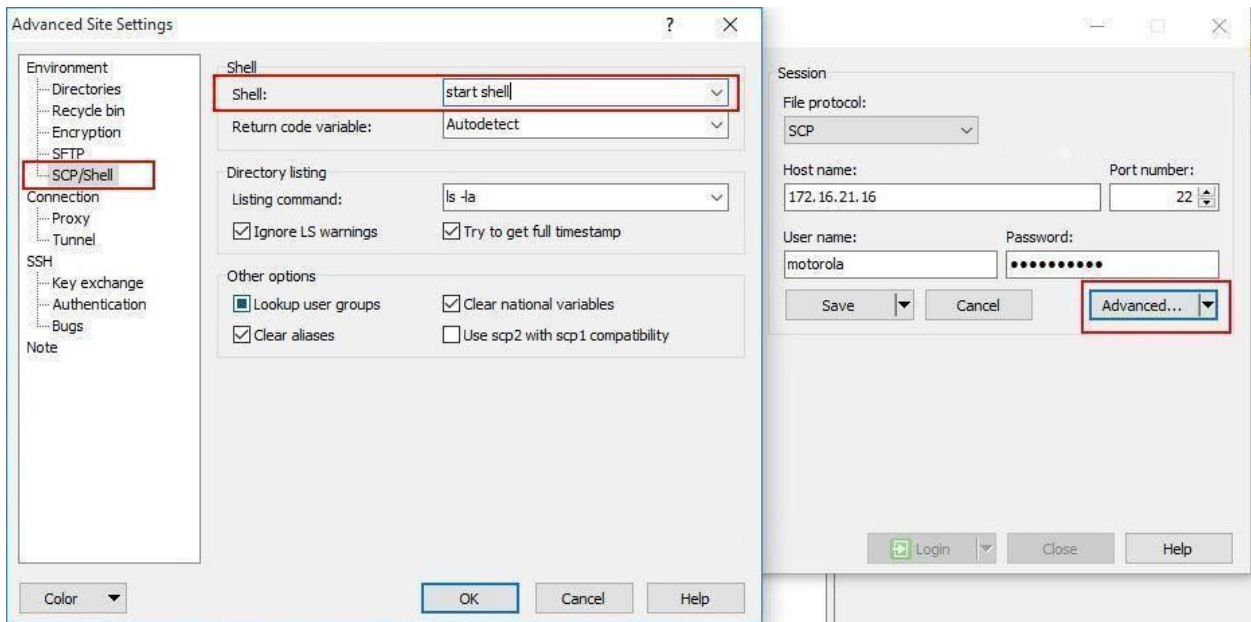 Advanced Site Settings
?
Environment
Directories
Recycle bin
Encryption
SFTP
SCP/Shell
Connection
Proxy
Tunnel
SSH
Key exchange
Authentication
Bugs
Note
Shell
Shell: start shell
Return code variable: Autodetect
Directory listing
Listing command: ls -la
Ignore LS warnings Try to get full timestamp
Other options
Lookup user groups Clear national variables
Clear aliases Use scp2 with scp1 compatibility
Color OK Cancel Help
Session
File protocol:
SCP
Host name: Port number:
172.16.21.16 22
User name: Password:
motorola ●●●●●●●●●●
Save Cancel Advanced...
Login Close Help